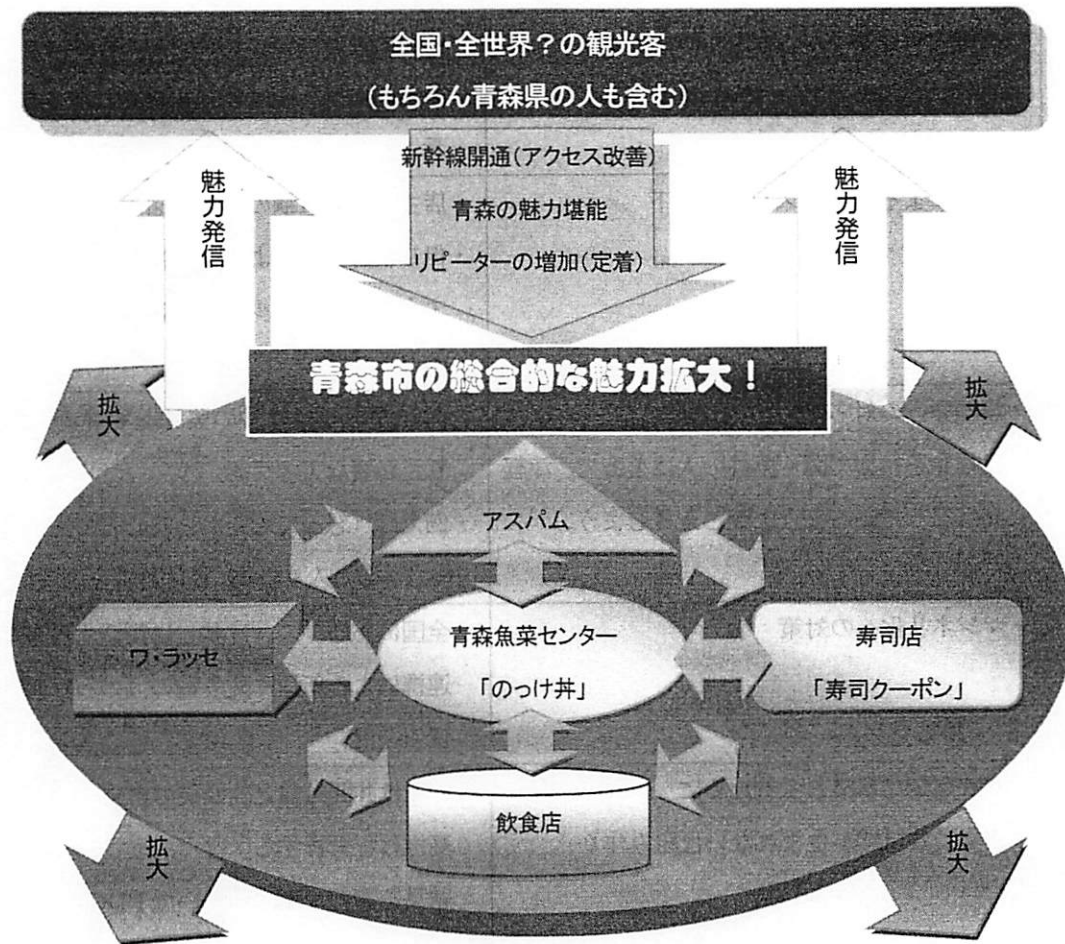 全国・全世界？の観光客
(もちろん青森県の人も含む)
新幹線開通(アクセス改善)
青森の魅力堪能
リピーターの増加(定着)
魅力発信
魅力発信
青森市の総合的な魅力拡大！
拡大
拡大
アスパム
ワ・ラッセ
青森魚菜センター
「のっけ丼」
寿司店
「寿司クーポン」
飲食店
拡大
拡大